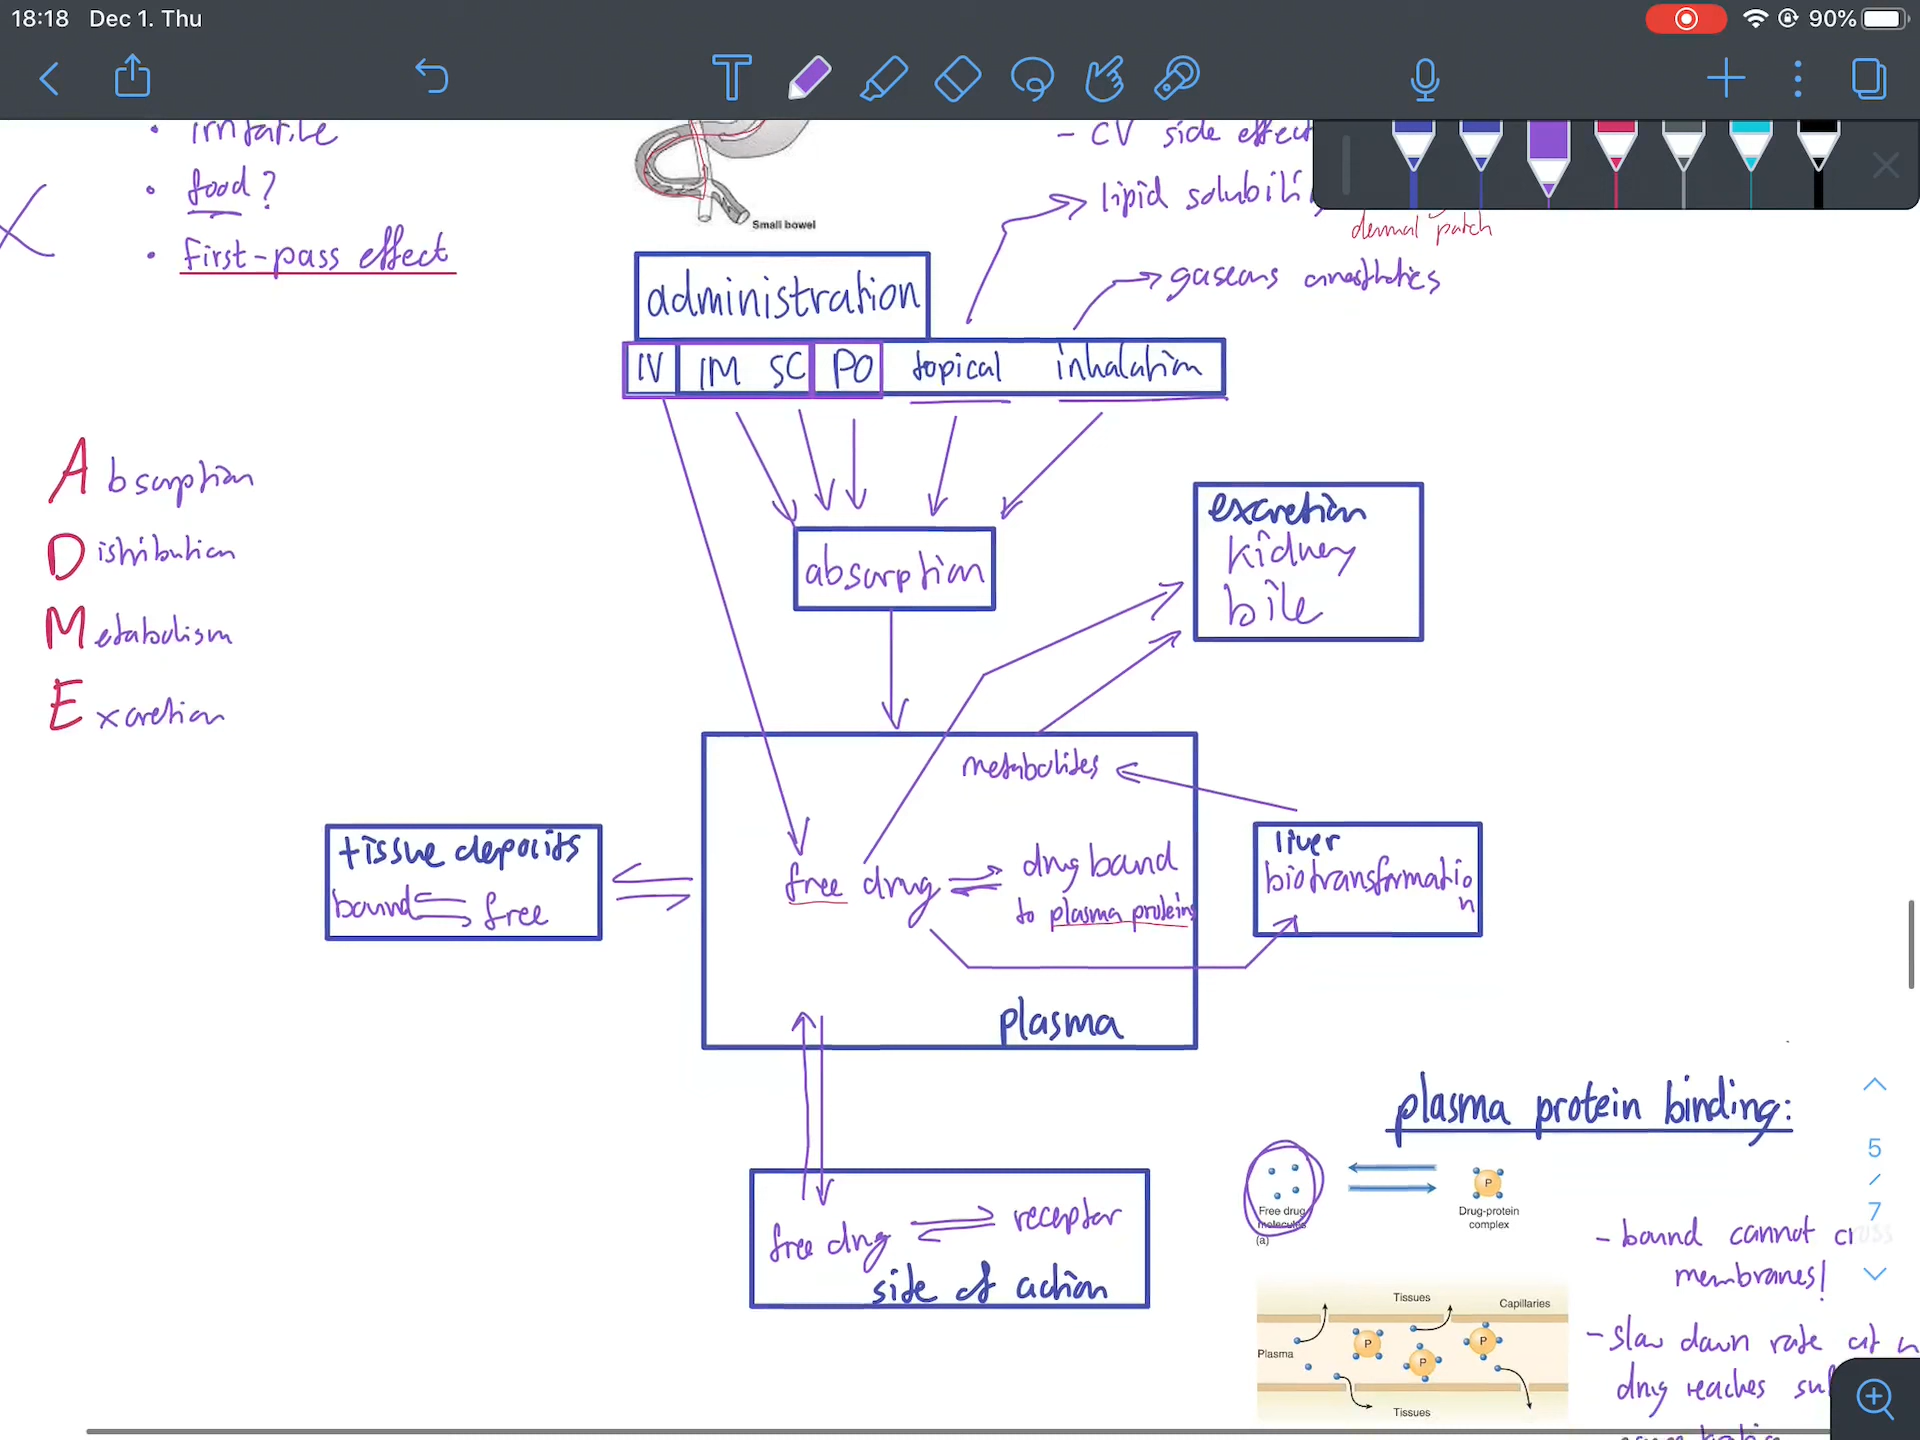 18:18 Dec 1. Thu
90%
irritable
• food?
• First-pass effect
Small bowel
- CV side effect
lipid solubili
dermal patch
gaseous anesthetics
administration
IV IM SC PO topical inhalation
Absorption
Distribution
Metabolism
Excretion
absorption
excretion
kidney
bile
metabolites
tissue deposits
bound free
free drug
drug bound
to plasma proteins
liver
biotransformatio
n
plasma
free drug receptor
site of action
plasma protein binding:
5
/
7
Free drug
molecules
(a)
P
Drug-protein
complex
- bound cannot cross
membranes!
Tissues
Capillaries
Plasma
P
P
P
Tissues
- slow down rate at
drug reaches